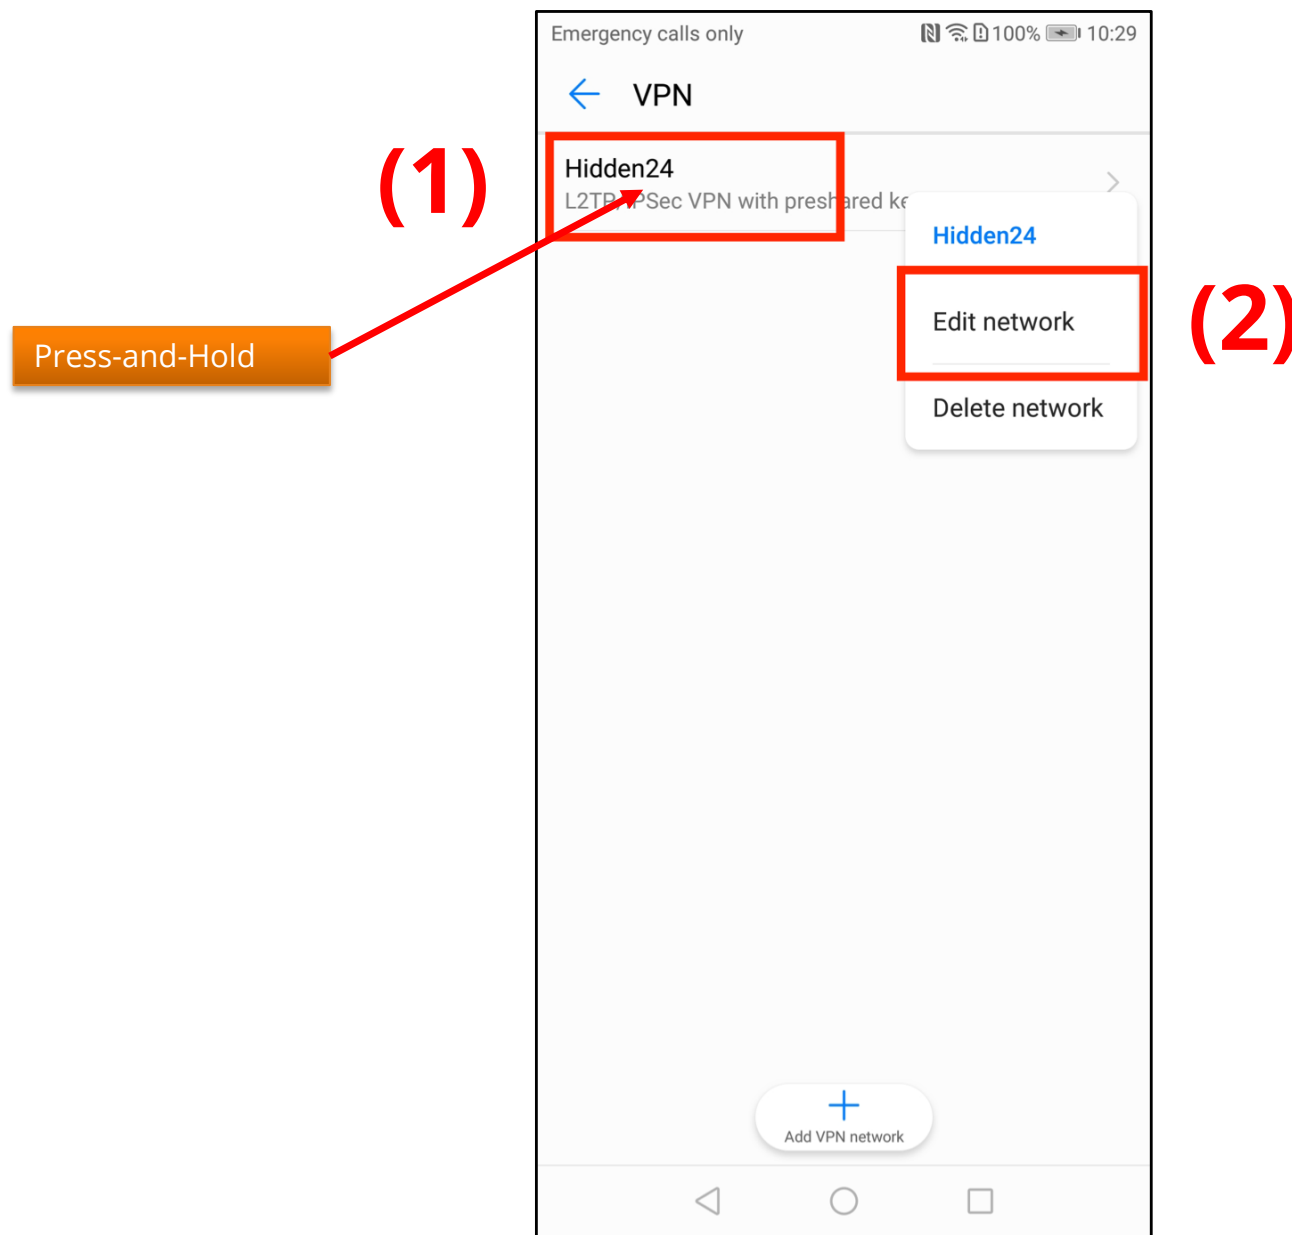 Emergency calls only 100% 10:29
VPN
(1)
Hidden24
L2TP/IPSec VPN with preshared ke
Hidden24
Edit network
(2)
Press-and-Hold
Delete network
Add VPN network